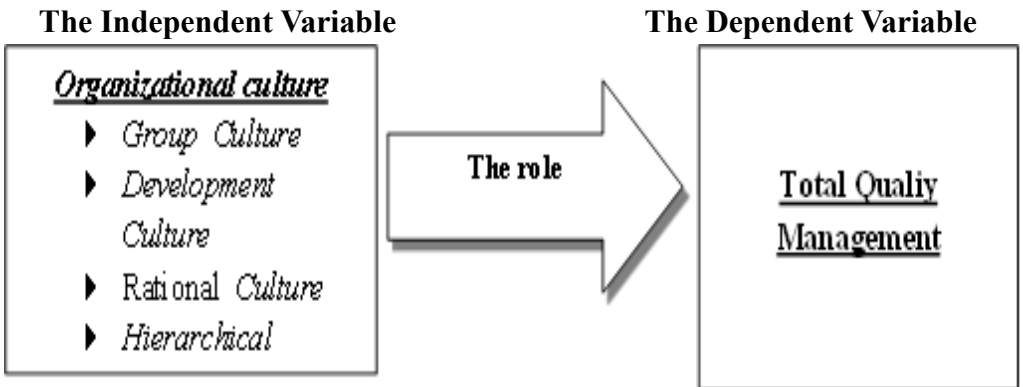 The Independent Variable
The Dependent Variable
Organizational culture
Group Culture
Development
Culture
Rational Culture
Hierarchical
The role
Total Qualiy
Management